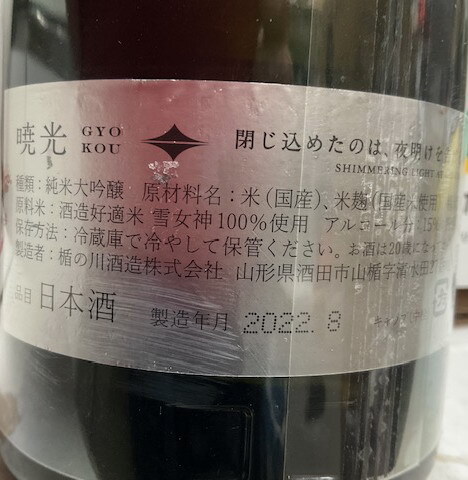 暁光 GYOKOU 閉じ込めたのは、夜明けを
SHIMMERING LIGHT
種類：純米大吟醸 原材料名：米（国産）、米麹（国産米使用）
原料米：酒造好適米 雪女神100％使用 アルコール分：15%
保存方法：冷蔵庫で冷やして保管ください。お酒は20歳になっ
製造者：楯の川酒造株式会社 山形県酒田市山楯字
品目 日本酒 製造年月 2022. 8